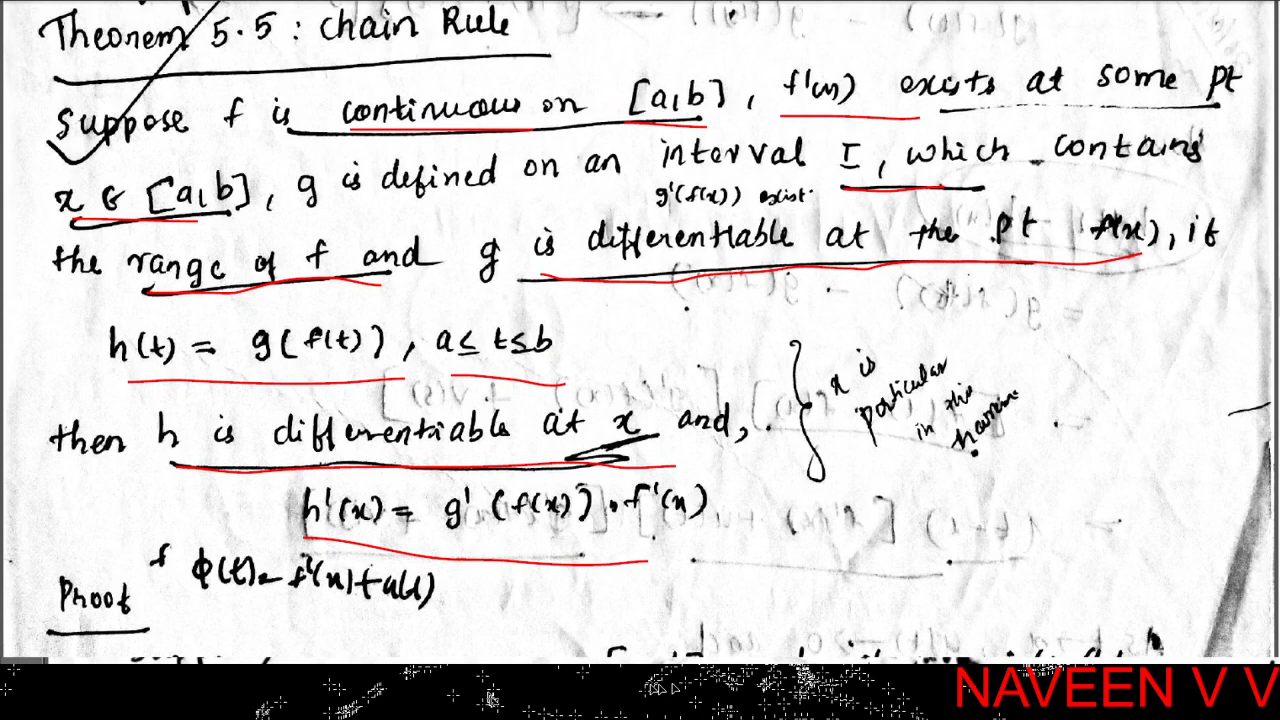 Theorem 5.5 : Chain Rule
Suppose f is continuous on [a,b], f'(x) exists at some pt
x ∈ [a,b], g is defined on an interval I, which contains
g'(f(x)) exist.
the range of f and g is differentiable at the pt f(x), if
h(t) = g(f(t)), a ≤ t ≤ b
then h is differentiable at x and,
x is
particular
in this
h'(x) = g'(f(x)) . f'(x)
φ(t) = f'(x) + u(t)
Proof
NAVEEN V V